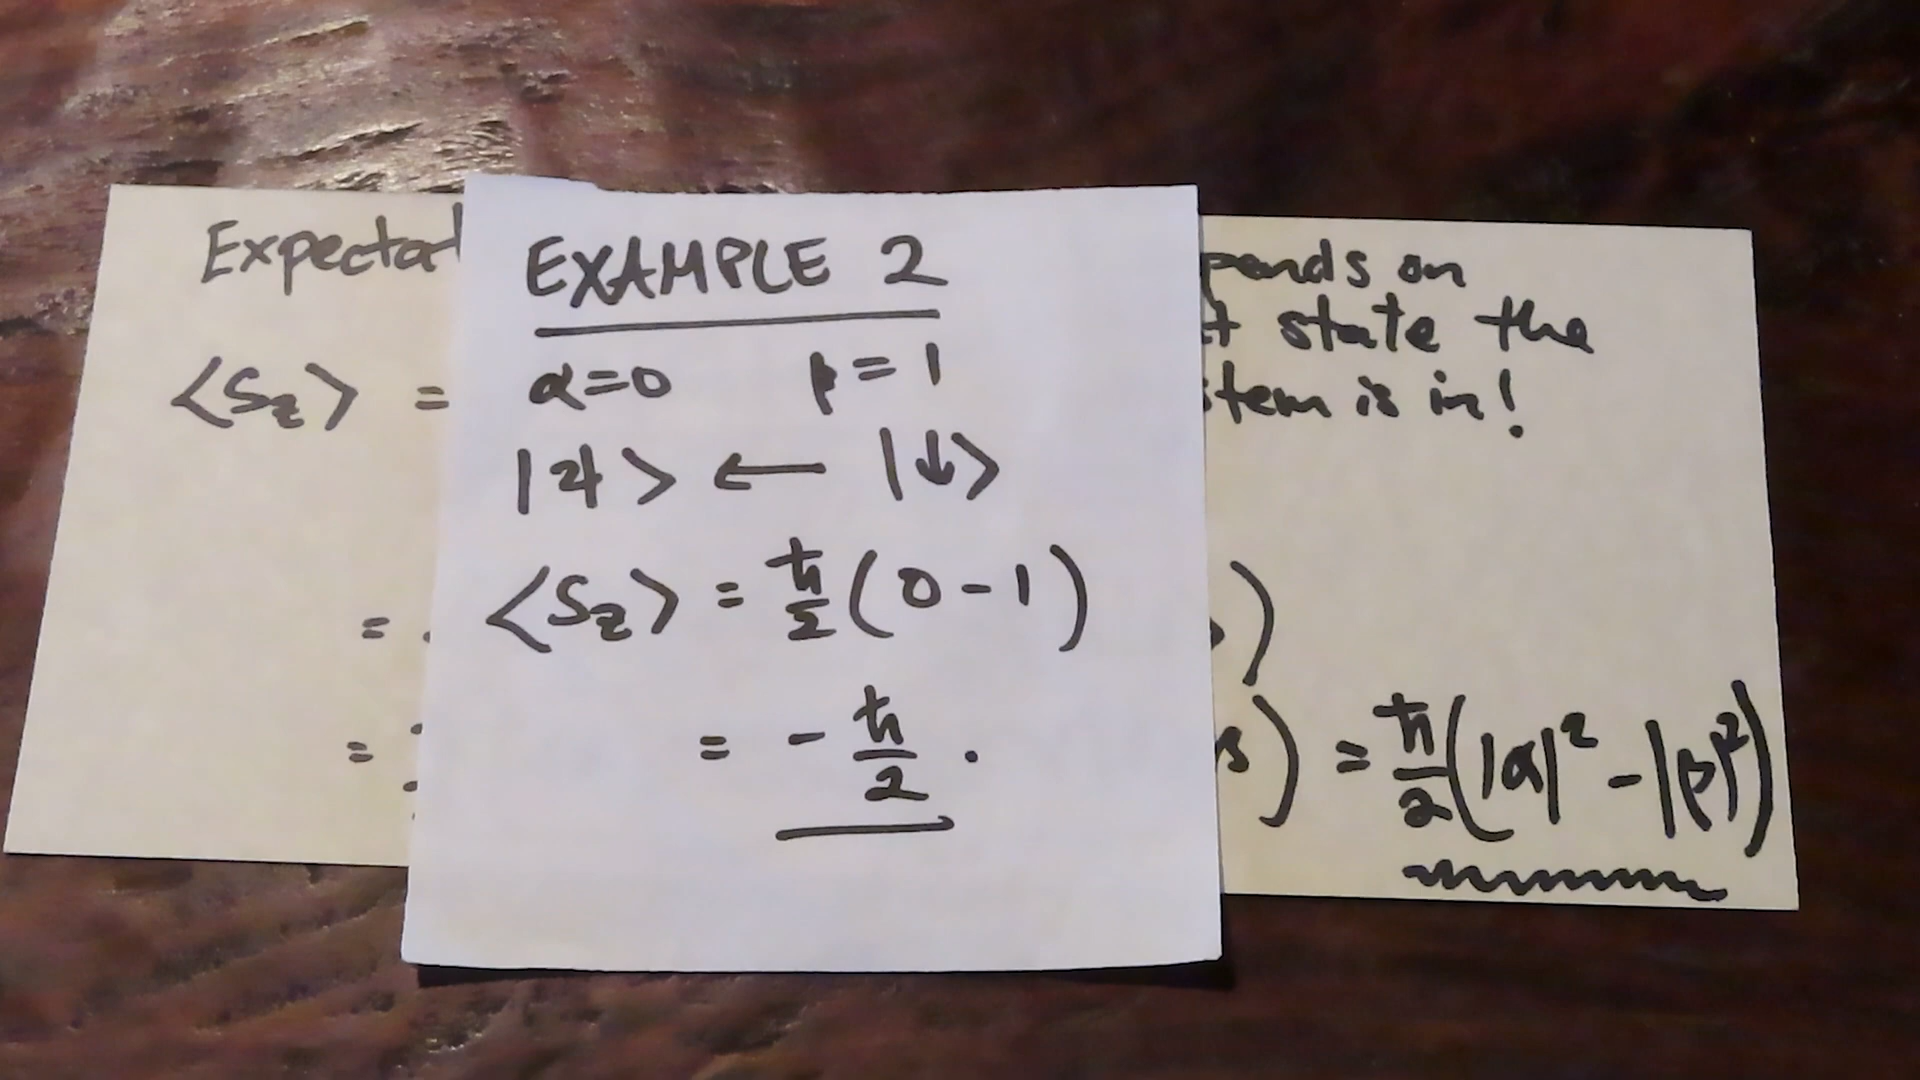 Expectat
⟨S_z⟩ =
=
=
EXAMPLE 2
α=0 β=1
|ψ⟩ ← |↓⟩
⟨S_z⟩ = ħ/2 (0-1)
= -ħ/2.
pends on
t state the
stem is in!
)
) = ħ/2(|α|² - |β|²)